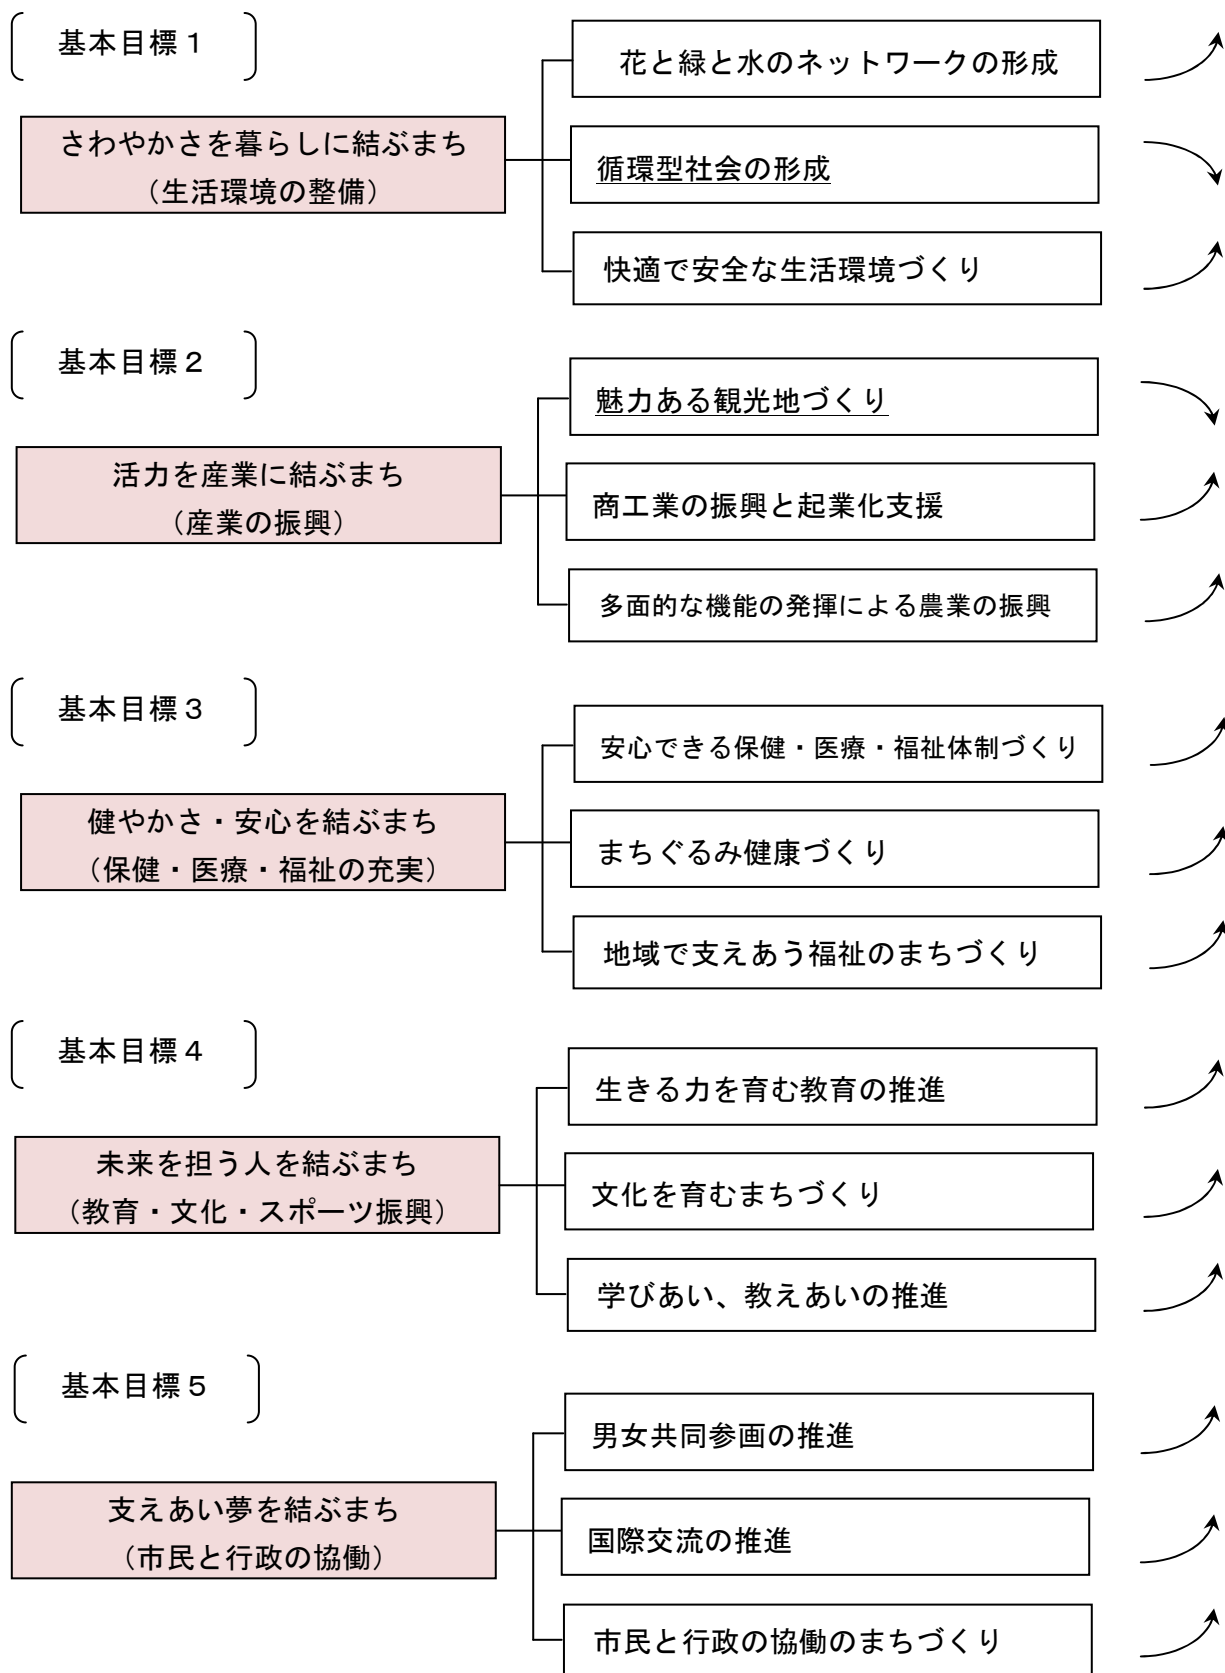 基本目標１
さわやかさを暮らしに結ぶまち
（生活環境の整備）
花と緑と水のネットワークの形成
循環型社会の形成
快適で安全な生活環境づくり
基本目標２
活力を産業に結ぶまち
（産業の振興）
魅力ある観光地づくり
商工業の振興と起業化支援
多面的な機能の発揮による農業の振興
基本目標３
健やかさ・安心を結ぶまち
（保健・医療・福祉の充実）
安心できる保健・医療・福祉体制づくり
まちぐるみ健康づくり
地域で支えあう福祉のまちづくり
基本目標４
未来を担う人を結ぶまち
（教育・文化・スポーツ振興）
生きる力を育む教育の推進
文化を育むまちづくり
学びあい、教えあいの推進
基本目標５
支えあい夢を結ぶまち
（市民と行政の協働）
男女共同参画の推進
国際交流の推進
市民と行政の協働のまちづくり